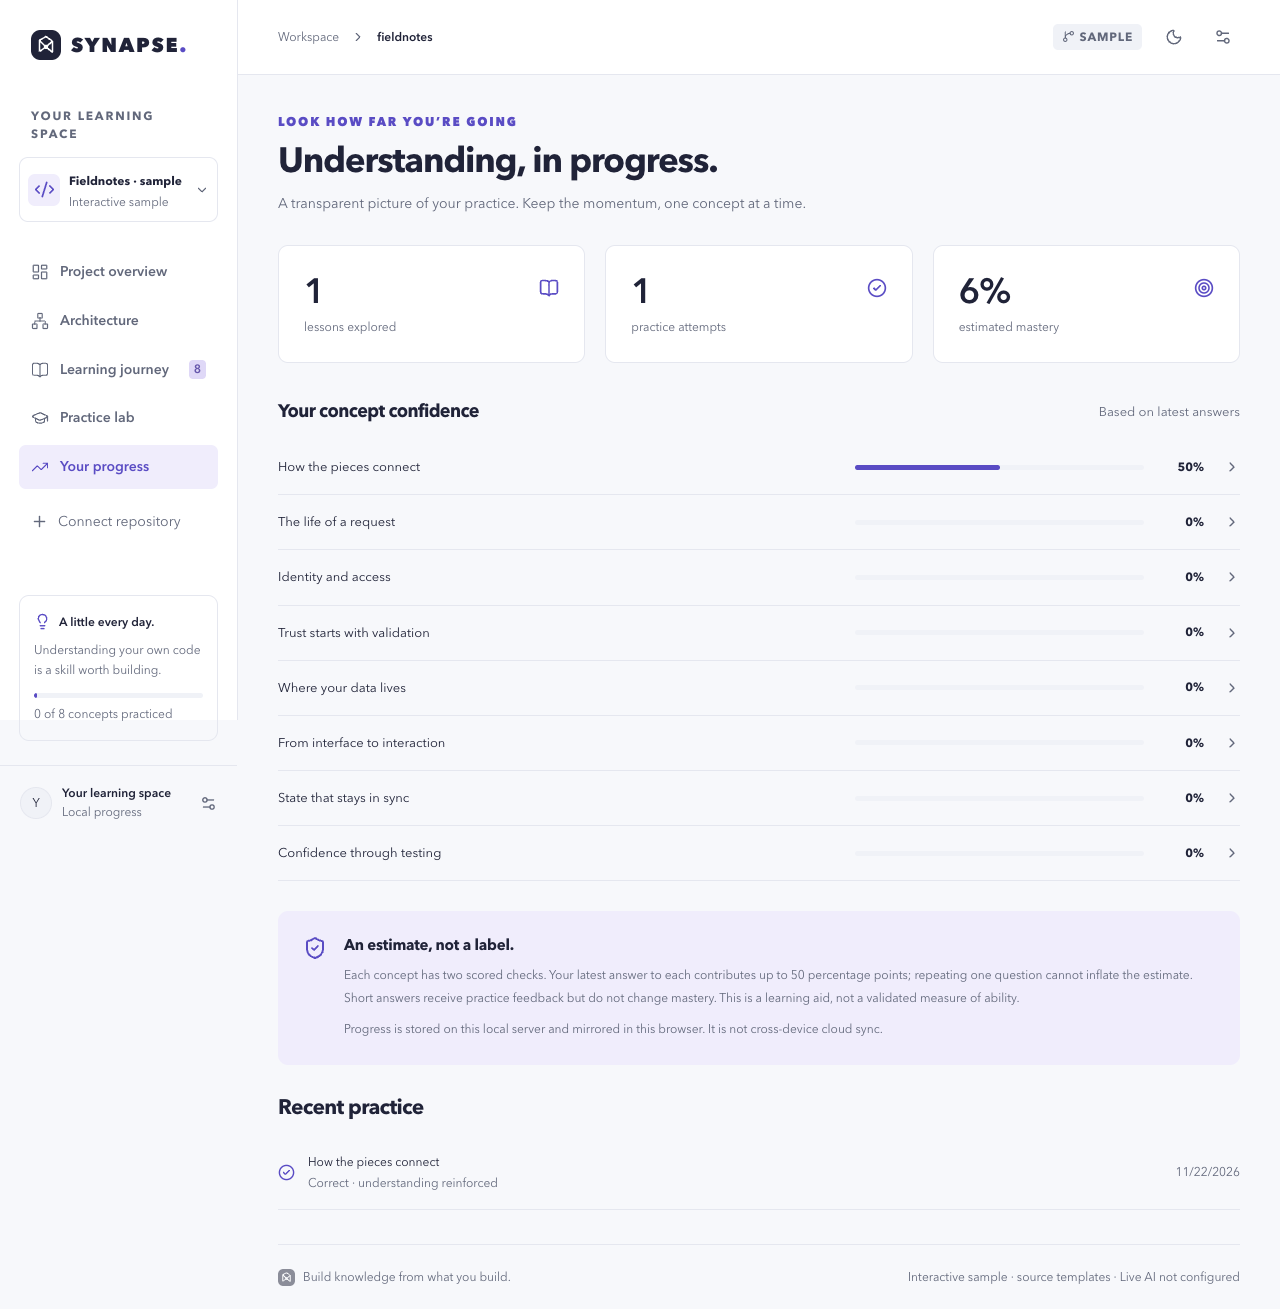 SYNAPSE.
YOUR LEARNING
SPACE
Fieldnotes · sample
Interactive sample
Project overview
Architecture
Learning journey 8
Practice lab
Your progress
Connect repository
A little every day.
Understanding your own code
is a skill worth building.
0 of 8 concepts practiced
Y
Your learning space
Local progress
Workspace fieldnotes
SAMPLE
LOOK HOW FAR YOU'RE GOING
Understanding, in progress.
A transparent picture of your practice. Keep the momentum, one concept at a time.
1
lessons explored
1
practice attempts
6%
estimated mastery
Your concept confidence
Based on latest answers
How the pieces connect 50%
The life of a request 0%
Identity and access 0%
Trust starts with validation 0%
Where your data lives 0%
From interface to interaction 0%
State that stays in sync 0%
Confidence through testing 0%
An estimate, not a label.
Each concept has two scored checks. Your latest answer to each contributes up to 50 percentage points; repeating one question cannot inflate the estimate.
Short answers receive practice feedback but do not change mastery. This is a learning aid, not a validated measure of ability.
Progress is stored on this local server and mirrored in this browser. It is not cross-device cloud sync.
Recent practice
How the pieces connect
Correct · understanding reinforced
11/22/2026
Build knowledge from what you build.
Interactive sample · source templates · Live AI not configured